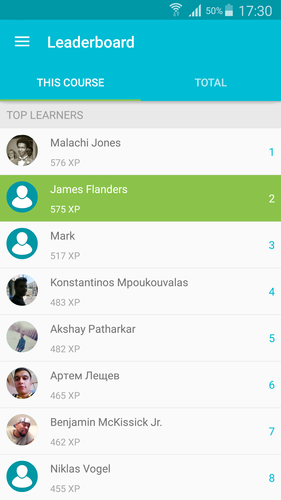 50% 17:30
Leaderboard
THIS COURSE TOTAL
TOP LEARNERS
Malachi Jones
576 XP
1
James Flanders
575 XP
2
Mark
517 XP
3
Konstantinos Mpoukouvalas
483 XP
4
Akshay Patharkar
482 XP
5
Артем Лещев
465 XP
6
Benjamin McKissick Jr.
462 XP
7
Niklas Vogel
455 XP
8